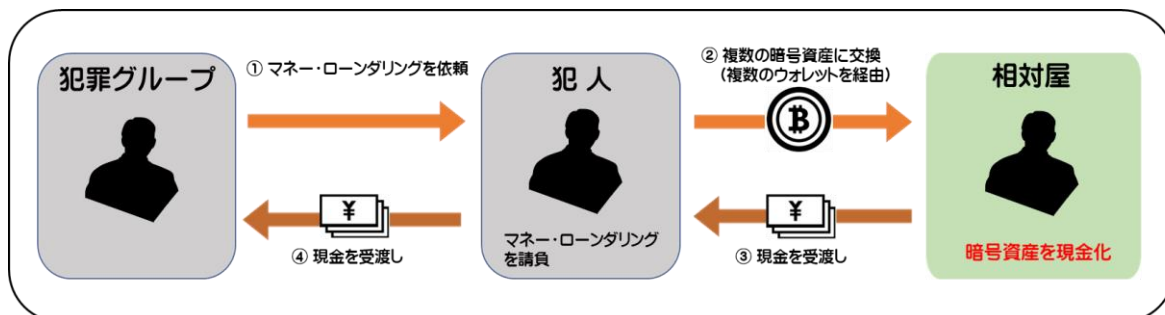 犯罪グループ
① マネー・ローンダリングを依頼
¥
④ 現金を受渡し
犯人
マネー・ローンダリング
を請負
② 複数の暗号資産に交換
（複数のウォレットを経由）
₿
¥
③ 現金を受渡し
相対屋
暗号資産を現金化